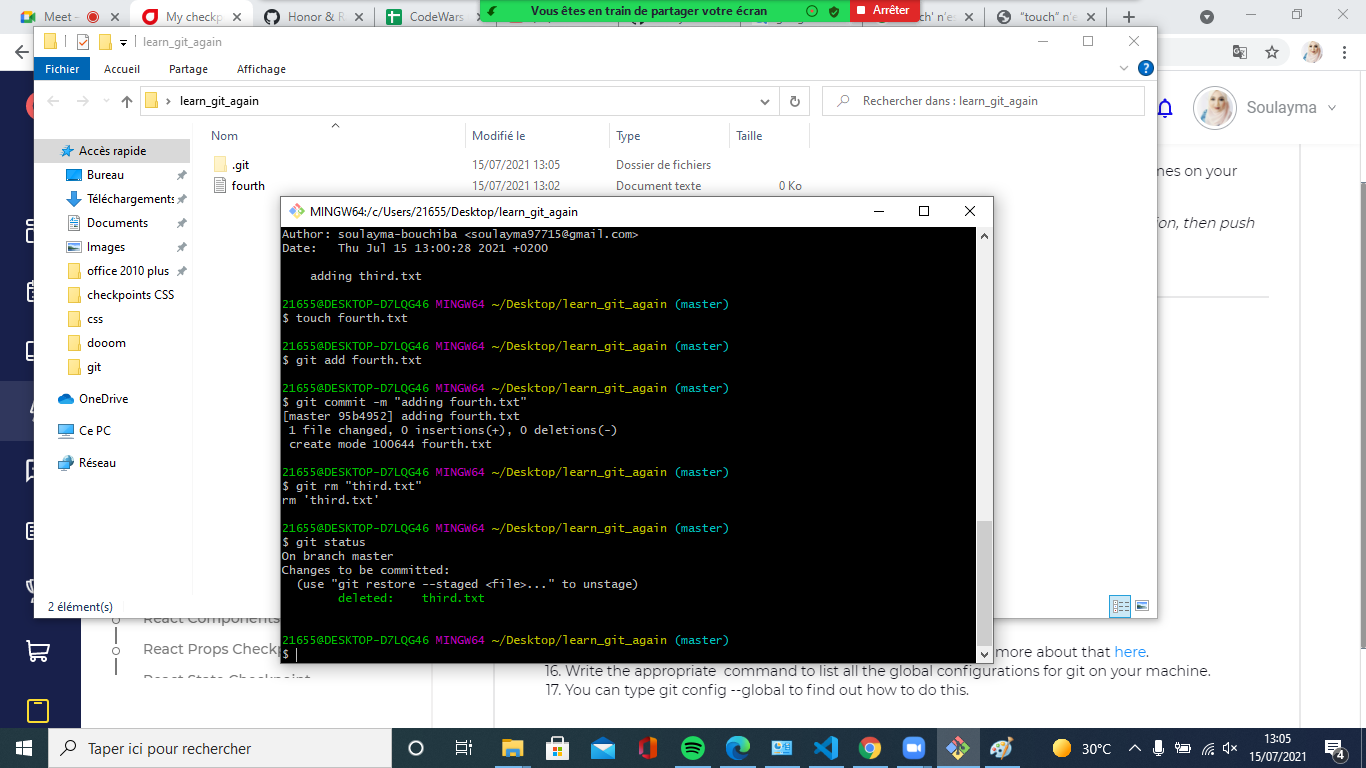 Meet –
My checkp
Honor & R
CodeWars
Vous êtes en train de partager votre écran
Arrêter
' n'es
"touch" n'e
learn_git_again
Fichier
Accueil
Partage
Affichage
learn_git_again
Rechercher dans : learn_git_again
Soulayma
Nom
Modifié le
Type
Taille
Accès rapide
Bureau
Téléchargements
Documents
Images
office 2010 plus
checkpoints CSS
css
dooom
git
OneDrive
Ce PC
Réseau
.git
15/07/2021 13:05
Dossier de fichiers
fourth
15/07/2021 13:02
Document texte
0 Ko
2 élément(s)
mes on your
on, then push
MINGW64:/c/Users/21655/Desktop/learn_git_again
Author: soulayma-bouchiba <soulayma97715@gmail.com>
Date:   Thu Jul 15 13:00:28 2021 +0200
    adding third.txt
21655@DESKTOP-D7LQG46 MINGW64 ~/Desktop/learn_git_again (master)
$ touch fourth.txt
21655@DESKTOP-D7LQG46 MINGW64 ~/Desktop/learn_git_again (master)
$ git add fourth.txt
21655@DESKTOP-D7LQG46 MINGW64 ~/Desktop/learn_git_again (master)
$ git commit -m "adding fourth.txt"
[master 95b4952] adding fourth.txt
 1 file changed, 0 insertions(+), 0 deletions(-)
 create mode 100644 fourth.txt
21655@DESKTOP-D7LQG46 MINGW64 ~/Desktop/learn_git_again (master)
$ git rm "third.txt"
rm 'third.txt'
21655@DESKTOP-D7LQG46 MINGW64 ~/Desktop/learn_git_again (master)
$ git status
On branch master
Changes to be committed:
  (use "git restore --staged <file>..." to unstage)
        deleted:    third.txt
21655@DESKTOP-D7LQG46 MINGW64 ~/Desktop/learn_git_again (master)
$
React Components
React Props Checkp
React State Checkpoint
more about that here.
16. Write the appropriate  command to list all the global configurations for git on your machine.
17. You can type git config --global to find out how to do this.
Taper ici pour rechercher
30°C
13:05
15/07/2021
4